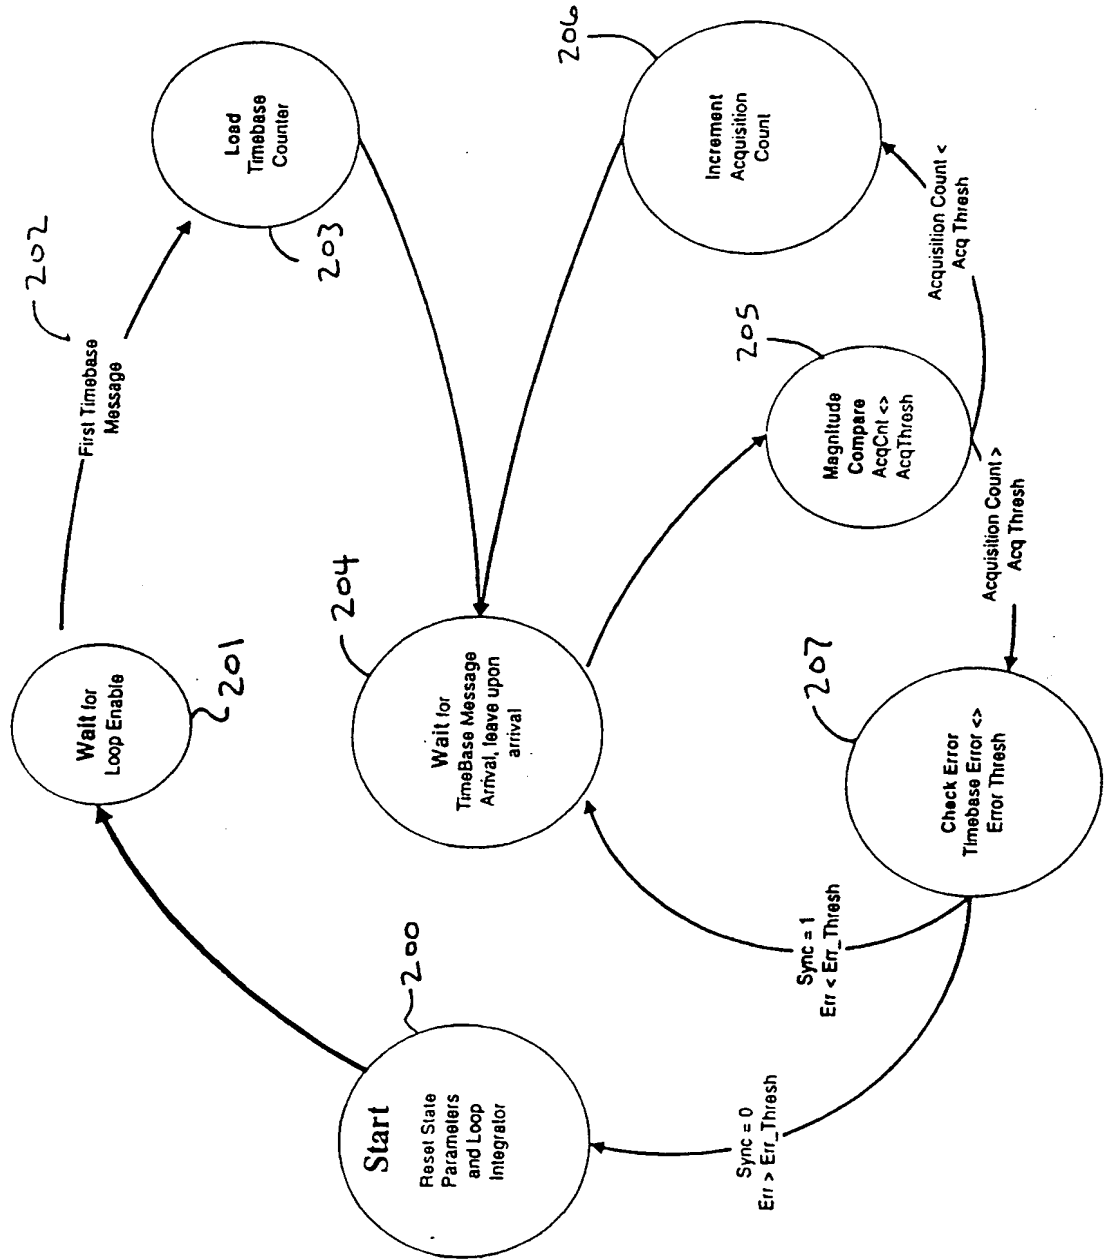 Start
Reset State
Parameters
and Loop
Integrator
200
Wait for
Loop Enable
201
First Timebase
Message
202
Load
Timebase
Counter
203
Wait for
TimeBase Message
Arrival, leave upon
arrival
204
Magnitude
Compare
AcqCnt <>
AcqThresh
205
Acquisition Count <
Acq Thresh
Increment
Acquisition
Count
206
Acquisition Count >
Acq Thresh
Check Error
Timebase Error <>
Error Thresh
207
Sync = 1
Err < Err_Thresh
Sync = 0
Err > Err_Thresh